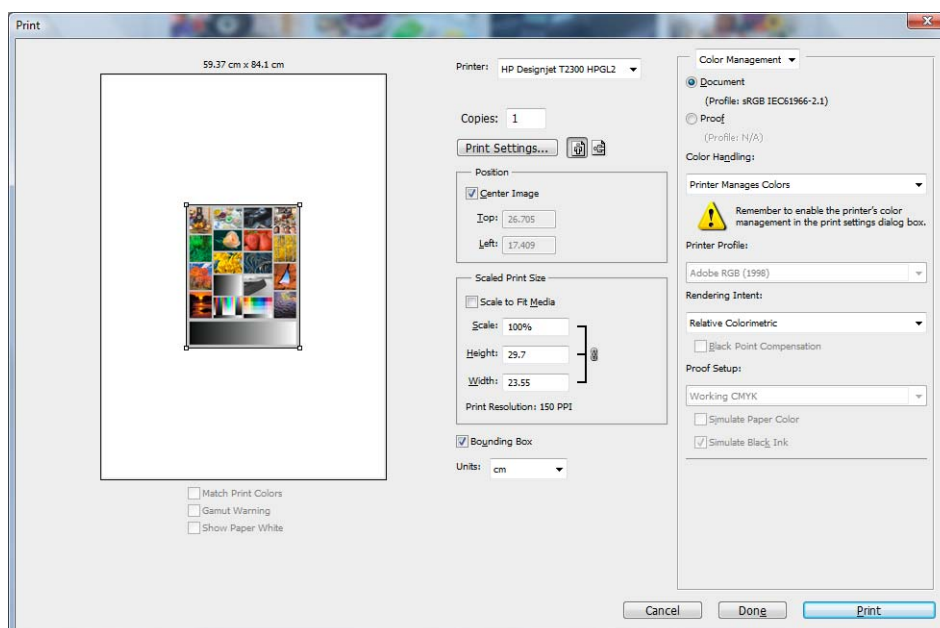 Print
59.37 cm x 84.1 cm
Match Print Colors
Gamut Warning
Show Paper White
Printer: HP Designjet T2300 HPGL2
Copies: 1
Print Settings...
Position
Center Image
Top: 26.705
Left: 17.409
Scaled Print Size
Scale to Fit Media
Scale: 100%
Height: 29.7
Width: 23.55
Print Resolution: 150 PPI
Bounding Box
Units: cm
Color Management
Document
(Profile: sRGB IEC61966-2.1)
Proof
(Profile: N/A)
Color Handling:
Printer Manages Colors
Remember to enable the printer's color
management in the print settings dialog box.
Printer Profile:
Adobe RGB (1998)
Rendering Intent:
Relative Colorimetric
Black Point Compensation
Proof Setup:
Working CMYK
Simulate Paper Color
Simulate Black Ink
Cancel
Done
Print